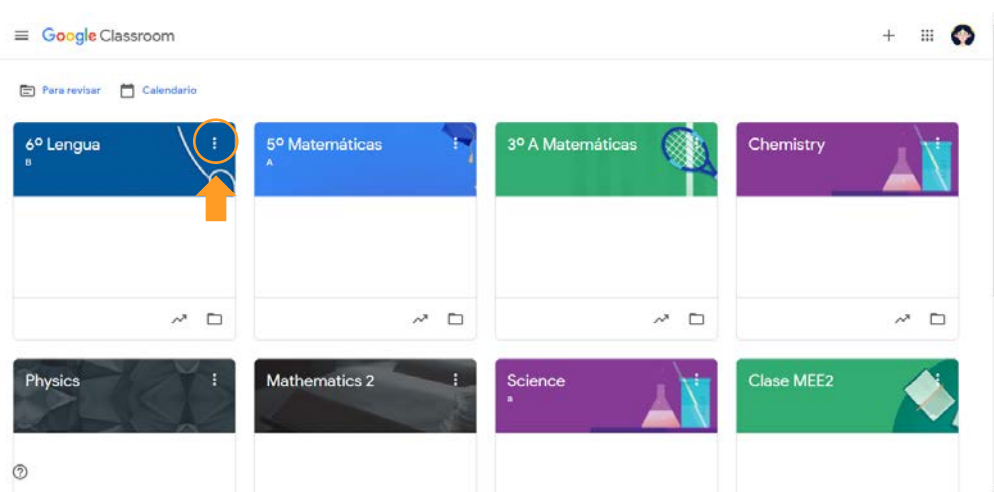 Google Classroom
Para revisar Calendario
6º Lengua
B
5º Matemáticas
A
3º A Matemáticas
Chemistry
Physics
Mathematics 2
Science
B
Clase MEE2